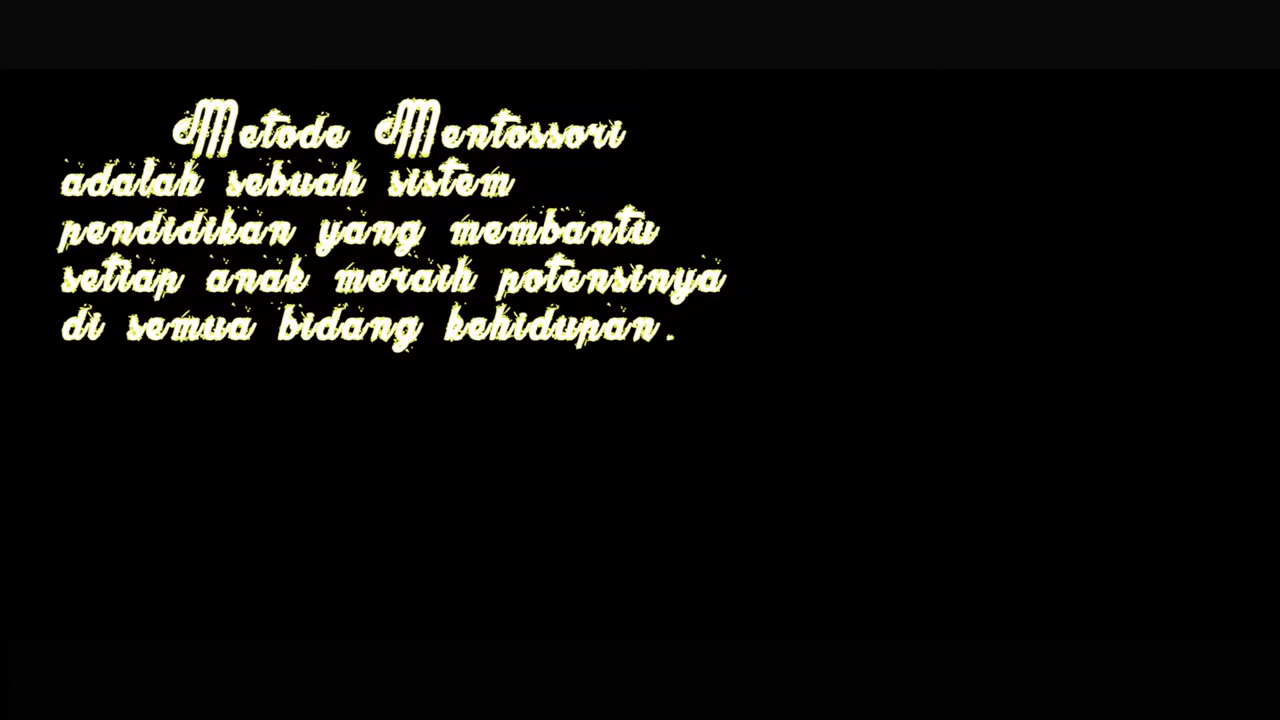 Metode Mentossori
adalah sebuah sistem
pendidikan yang membantu
setiap anak meraih potensinya
di semua bidang kehidupan.